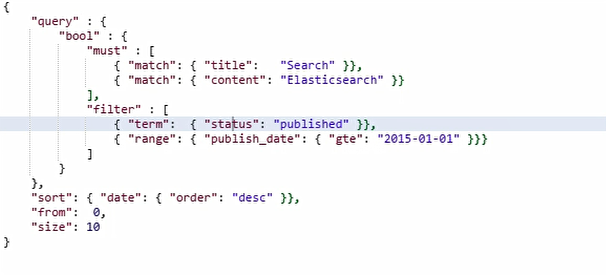 {
    "query" : {
        "bool" : {
            "must" : [
                { "match": { "title":   "Search" }},
                { "match": { "content": "Elasticsearch" }}
            ],
            "filter" : [
                { "term":  { "status": "published" }},
                { "range": { "publish_date": { "gte": "2015-01-01" }}}
            ]
        }
    },
    "sort": { "date": { "order": "desc" }},
    "from":  0,
    "size": 10
}